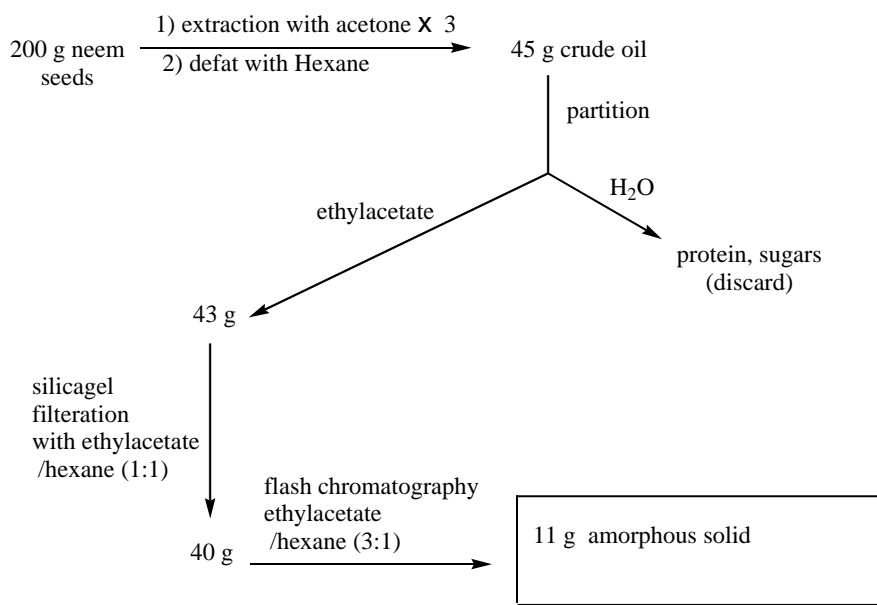 1) extraction with acetone X 3
200 g neem
seeds
2) defat with Hexane
45 g crude oil
partition
H₂O
ethylacetate
protein, sugars
(discard)
43 g
silicagel
filteration
with ethylacetate
/hexane (1:1)
flash chromatography
ethylacetate
/hexane (3:1)
40 g
11 g amorphous solid